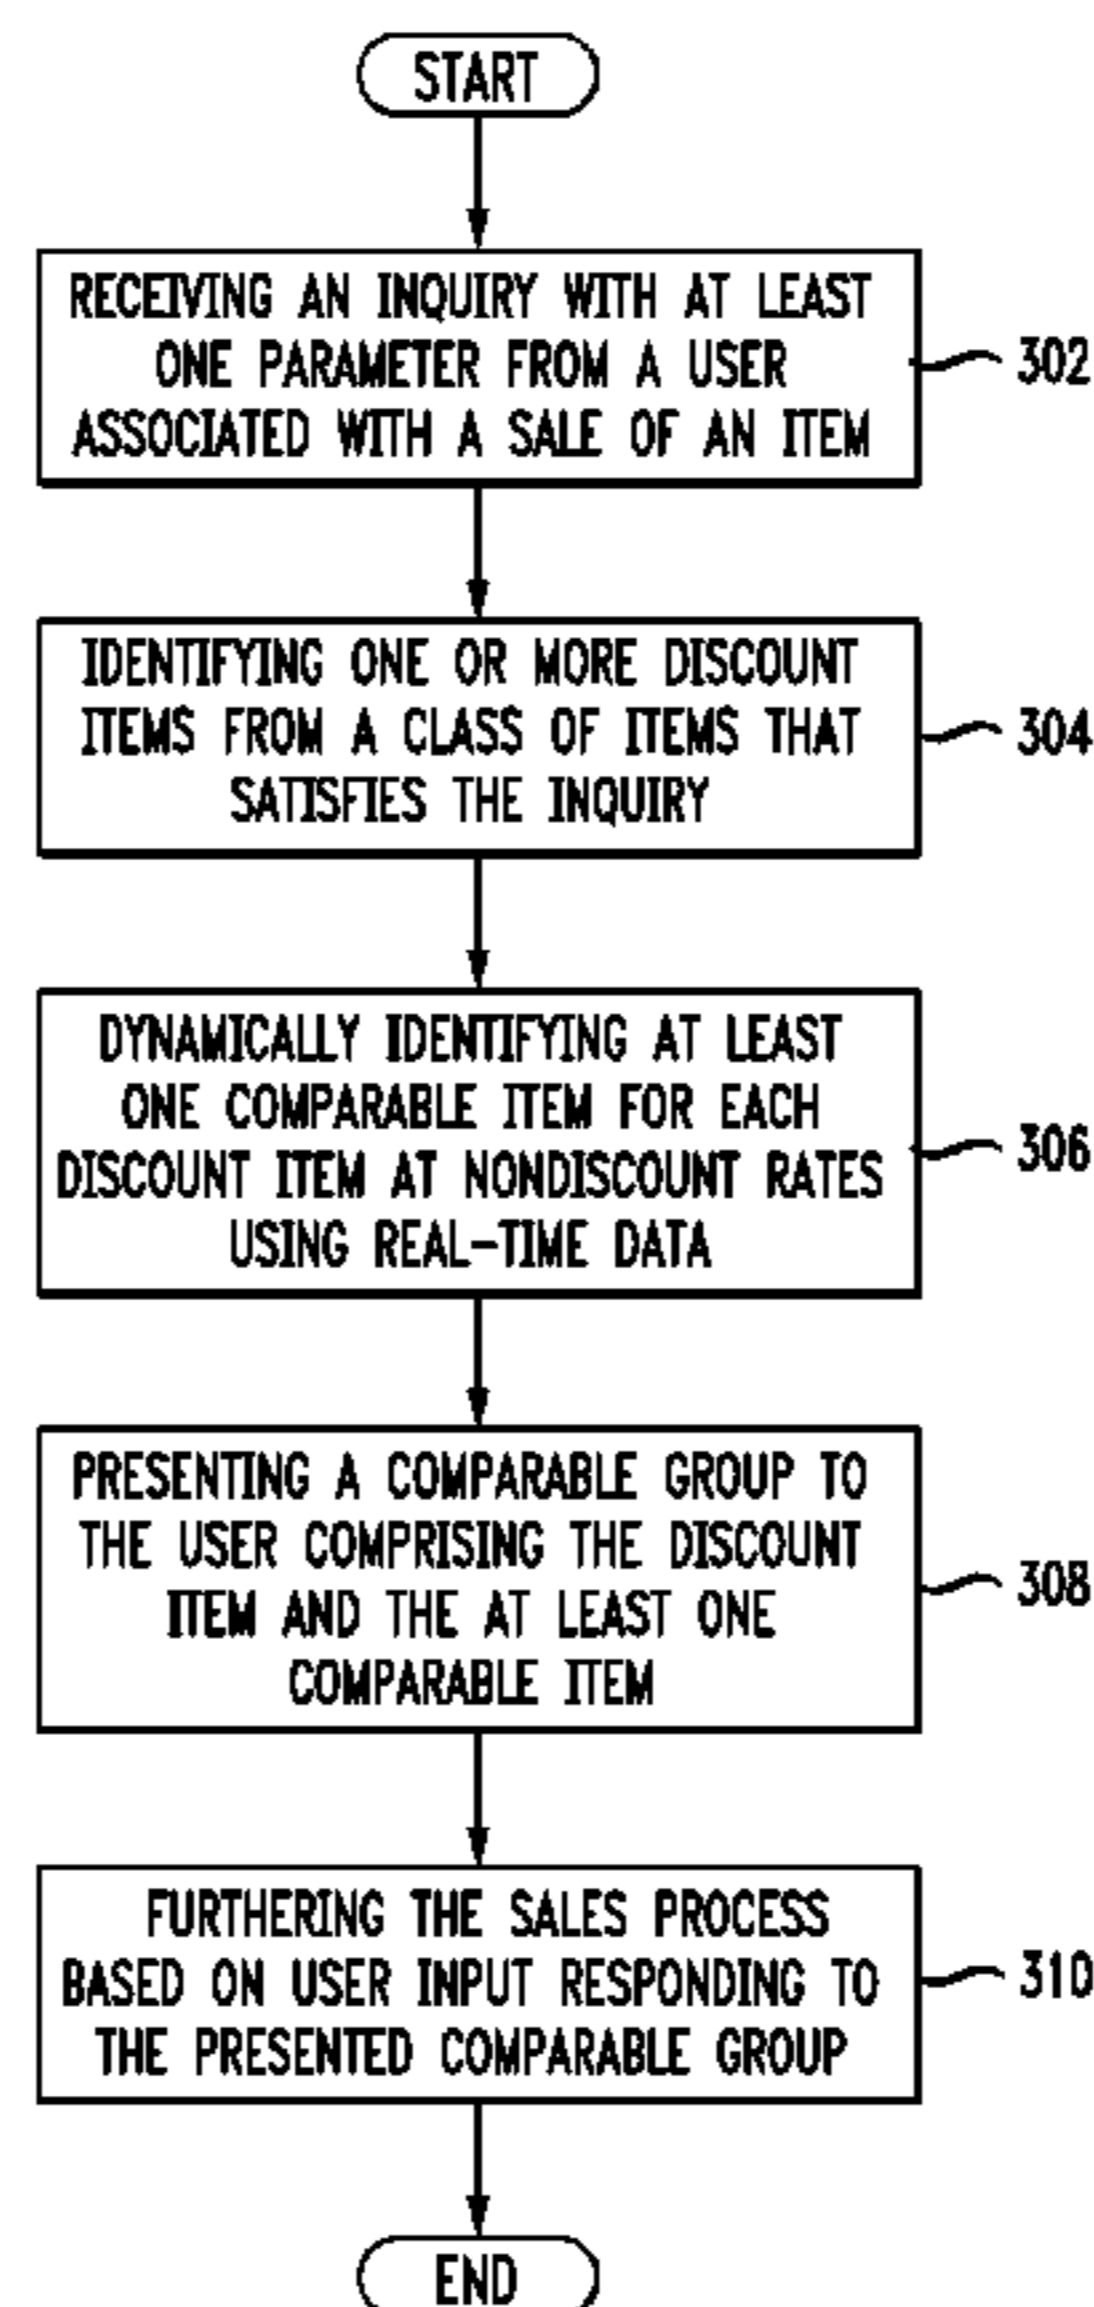 START
RECEIVING AN INQUIRY WITH AT LEAST
ONE PARAMETER FROM A USER
ASSOCIATED WITH A SALE OF AN ITEM
302
IDENTIFYING ONE OR MORE DISCOUNT
ITEMS FROM A CLASS OF ITEMS THAT
SATISFIES THE INQUIRY
304
DYNAMICALLY IDENTIFYING AT LEAST
ONE COMPARABLE ITEM FOR EACH
DISCOUNT ITEM AT NONDISCOUNT RATES
USING REAL-TIME DATA
306
PRESENTING A COMPARABLE GROUP TO
THE USER COMPRISING THE DISCOUNT
ITEM AND THE AT LEAST ONE
COMPARABLE ITEM
308
FURTHERING THE SALES PROCESS
BASED ON USER INPUT RESPONDING TO
THE PRESENTED COMPARABLE GROUP
310
END